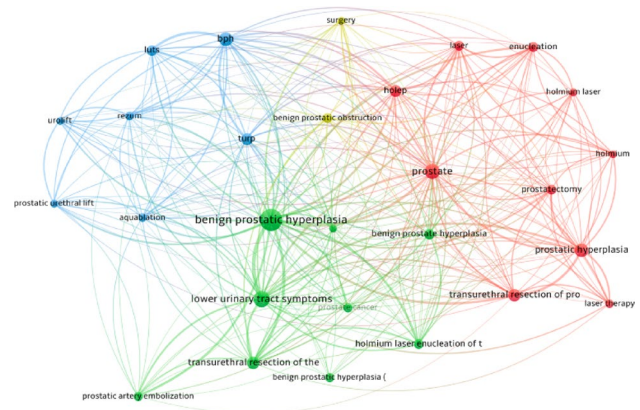 surgery
bph
luts
laser
enucleation
holep
holmium laser
rezum
urolift
benign prostatic obstruction
turp
holmium
prostate
prostatectomy
prostatic urethral lift
aquablation
benign prostatic hyperplasia
benign prostate hyperplasia
prostatic hyperplasia
lower urinary tract symptoms
transurethral resection of pro
laser therapy
prostate cancer
holmium laser enucleation of t
transurethral resection of the
benign prostatic hyperplasia (
prostatic artery embolization